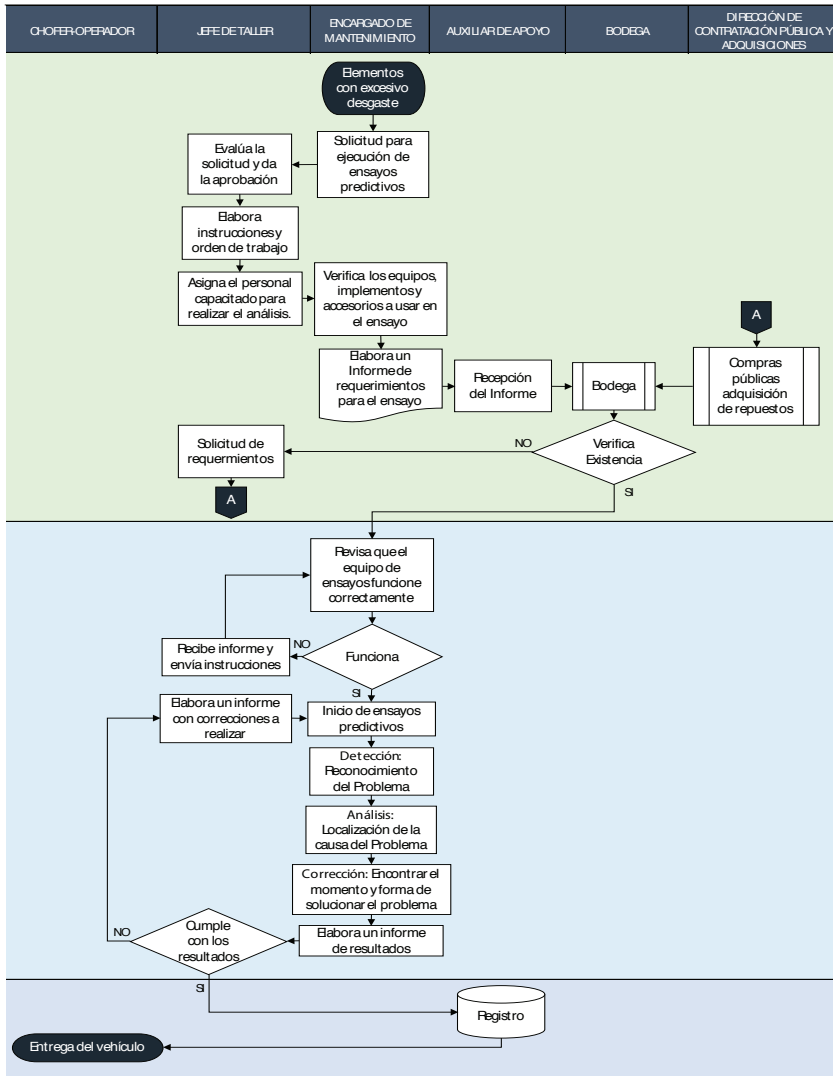 CHOFER-OPERADOR
JEFE DE TALLER
ENCARGADO DE
MANTENIMIENTO
AUXILIAR DE APOYO
BODEGA
DIRECCIÓN DE
CONTRATACIÓN PÚBLICA Y
ADQUISICIONES
Elementos
con excesivo
desgaste
Solicitud para
ejecución de
ensayos
predictivos
Evalúa la
solicitud y da
la aprobación
Elabora
instrucciones y
orden de trabajo
Asigna el personal
capacitado para
realizar el análisis.
Verifica los equipos,
implementos y
accesorios a usar en
el ensayo
A
Elabora un
Informe de
requerimientos
para el ensayo
Recepción
del Informe
Bodega
Compras
públicas
adquisición
de repuestos
Solicitud de
requermientos
NO
Verifica
Existencia
A
SI
Revisa que el
equipo de
ensayos funcione
correctamente
Recibe informe y
envía instrucciones
NO
Funciona
SI
Elabora un informe
con correcciones a
realizar
Inicio de ensayos
predictivos
Detección:
Reconocimiento
del Problema
Análisis:
Localización de la
causa del Problema
Corrección: Encontrar el
momento y forma de
solucionar el problema
NO
Cumple
con los
resultados
Elabora un informe
de resultados
SI
Registro
Entrega del vehículo